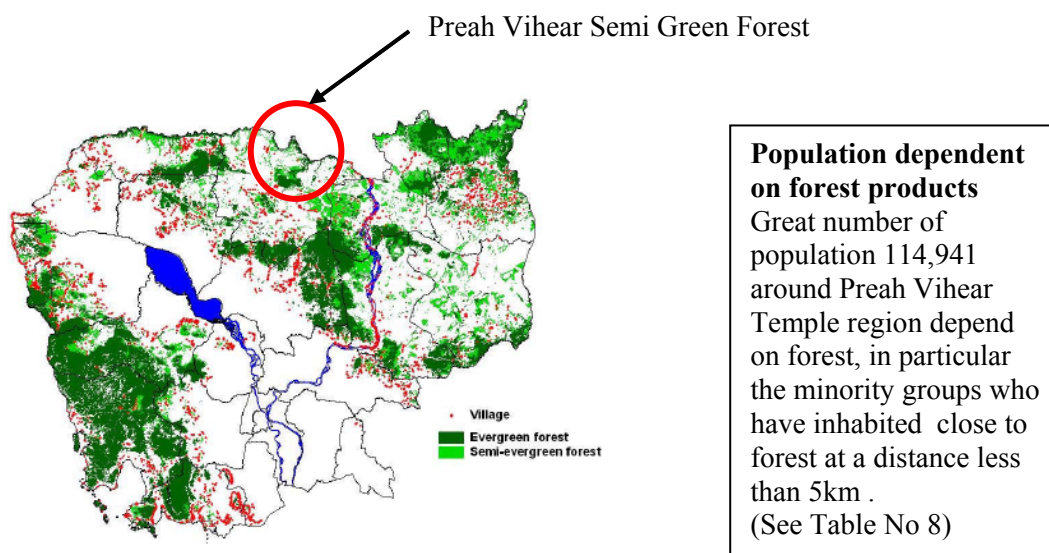 Preah Vihear Semi Green Forest
Village
Evergreen forest
Semi-evergreen forest
Population dependent
on forest products
Great number of
population 114,941
around Preah Vihear
Temple region depend
on forest, in particular
the minority groups who
have inhabited close to
forest at a distance less
than 5km .
(See Table No 8)